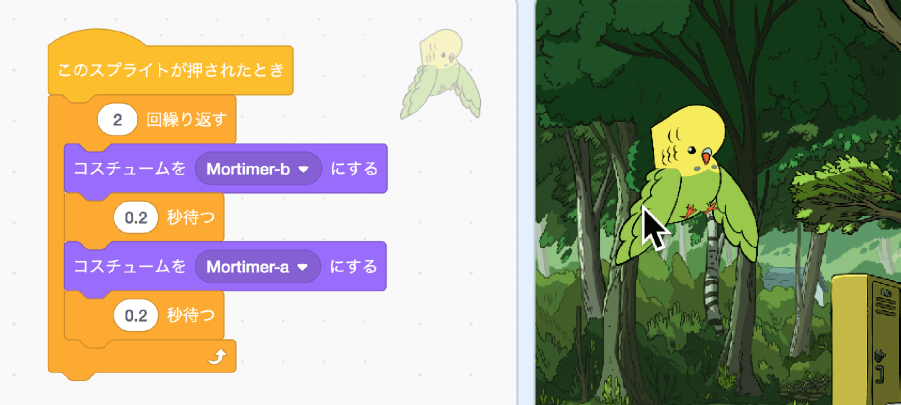 このスプライトが押されたとき
2 回繰り返す
コスチュームを Mortimer-b にする
0.2 秒待つ
コスチュームを Mortimer-a にする
0.2 秒待つ